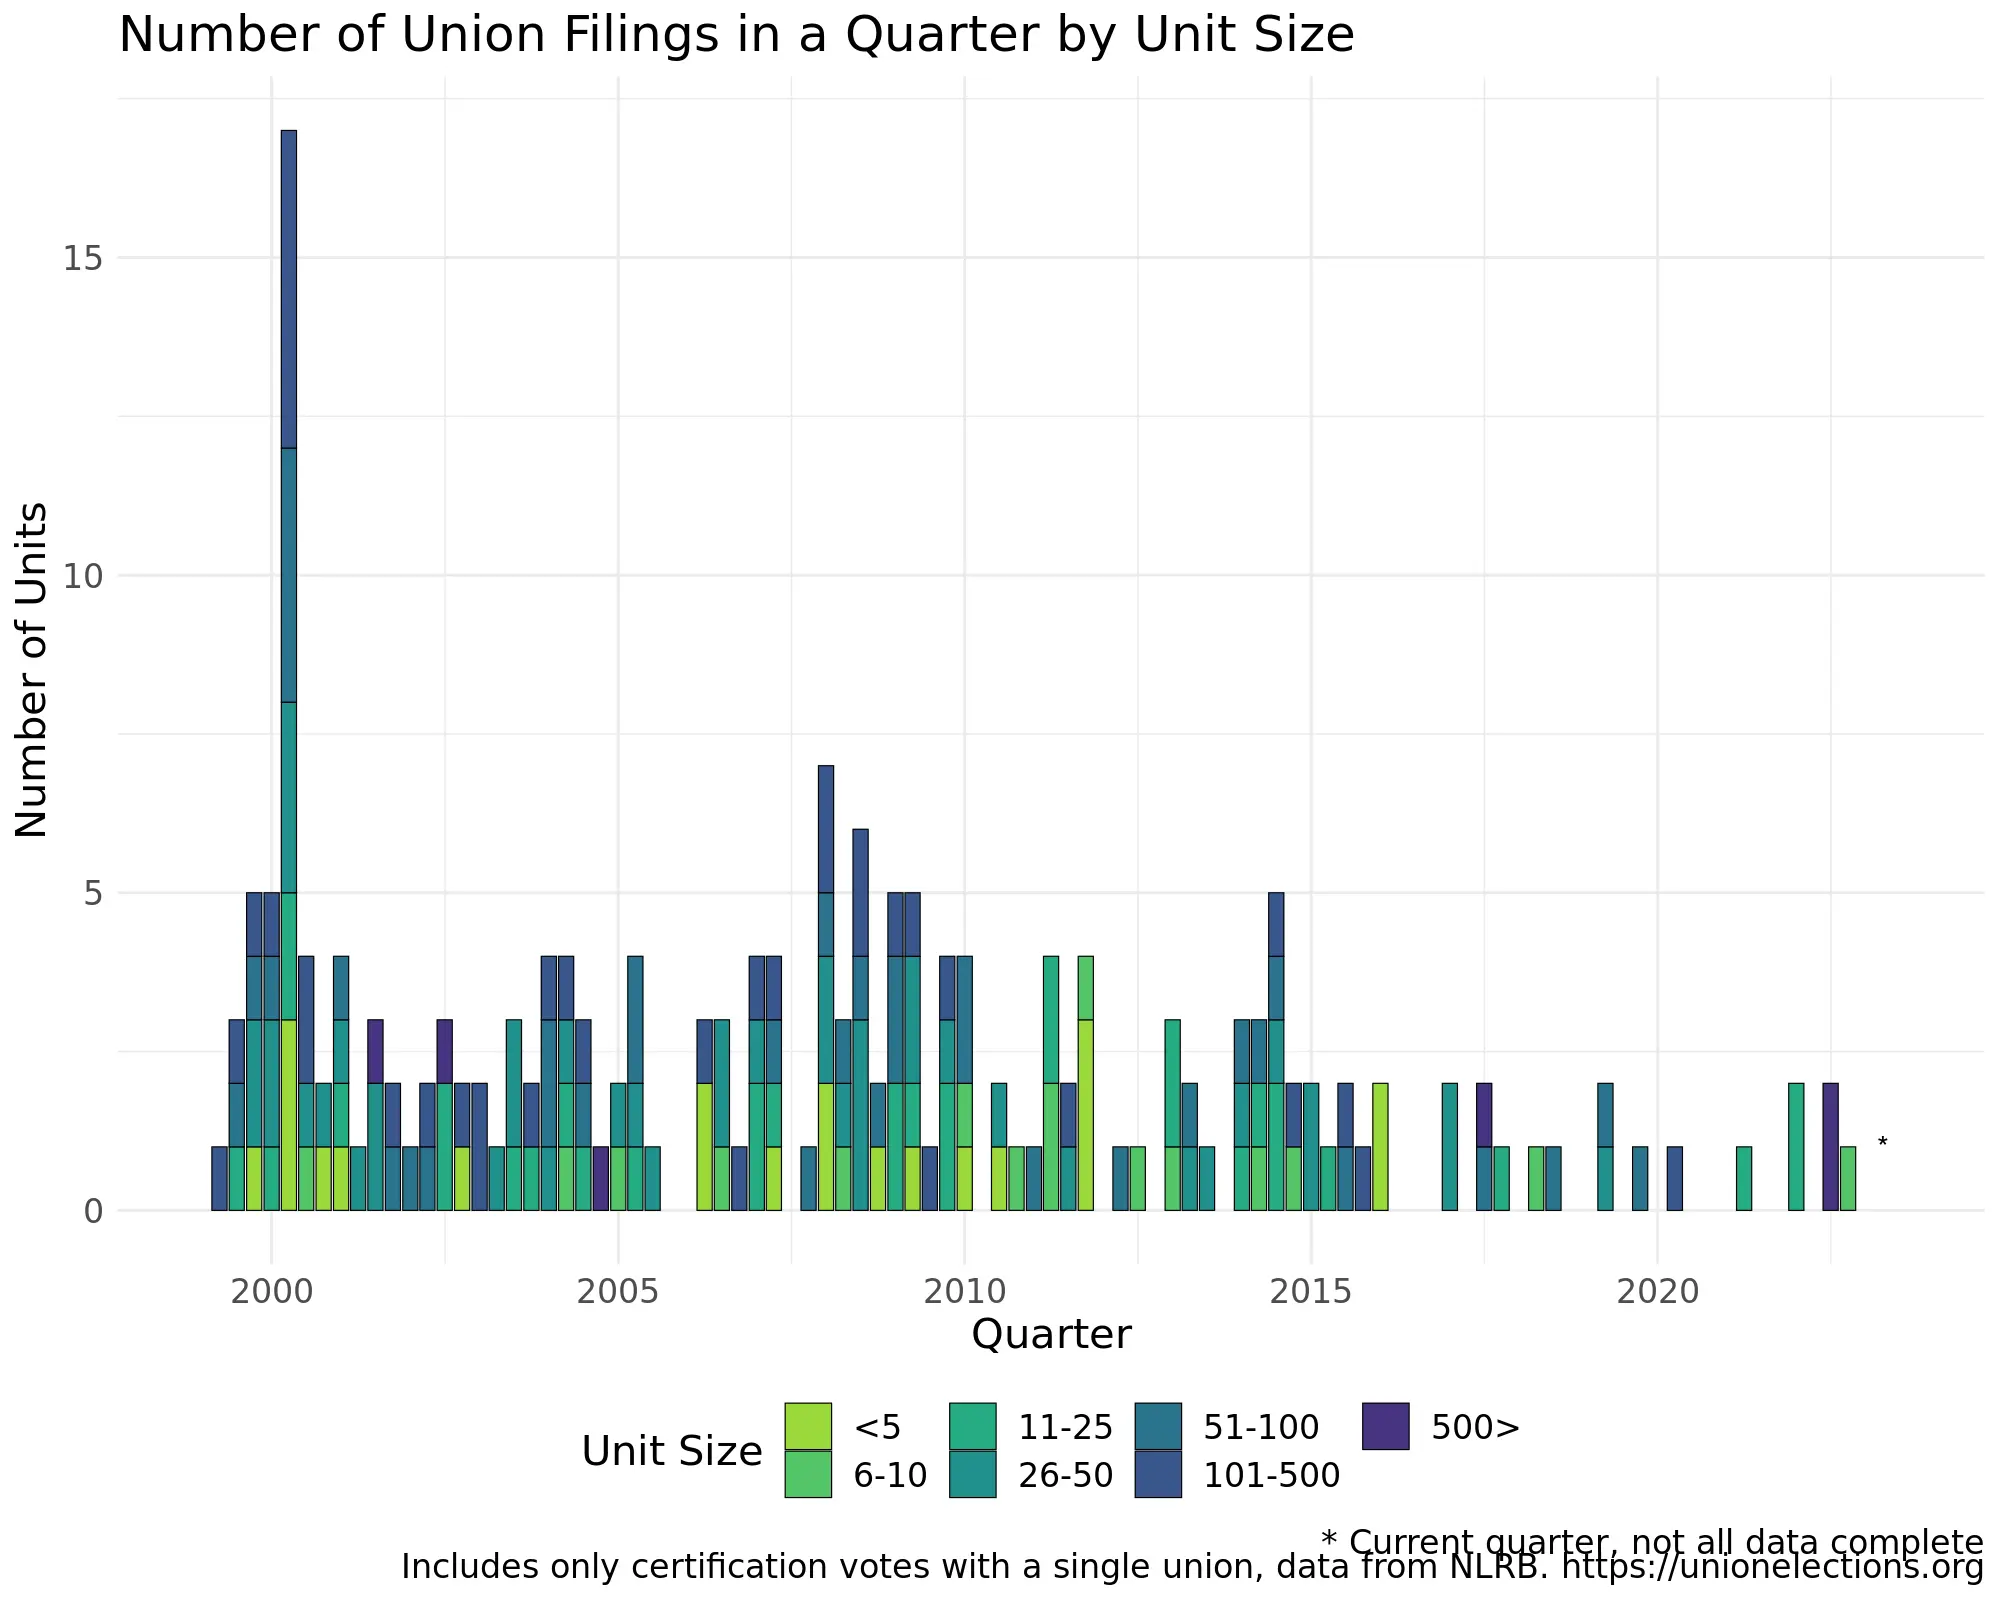 Number of Union Filings in a Quarter by Unit Size
Number of Units
15
10
5
0
*
2000 2005 2010 2015 2020
Quarter
Unit Size
<5 11-25 51-100 500>
6-10 26-50 101-500
* Current quarter, not all data complete
Includes only certification votes with a single union, data from NLRB. https://unionelections.org